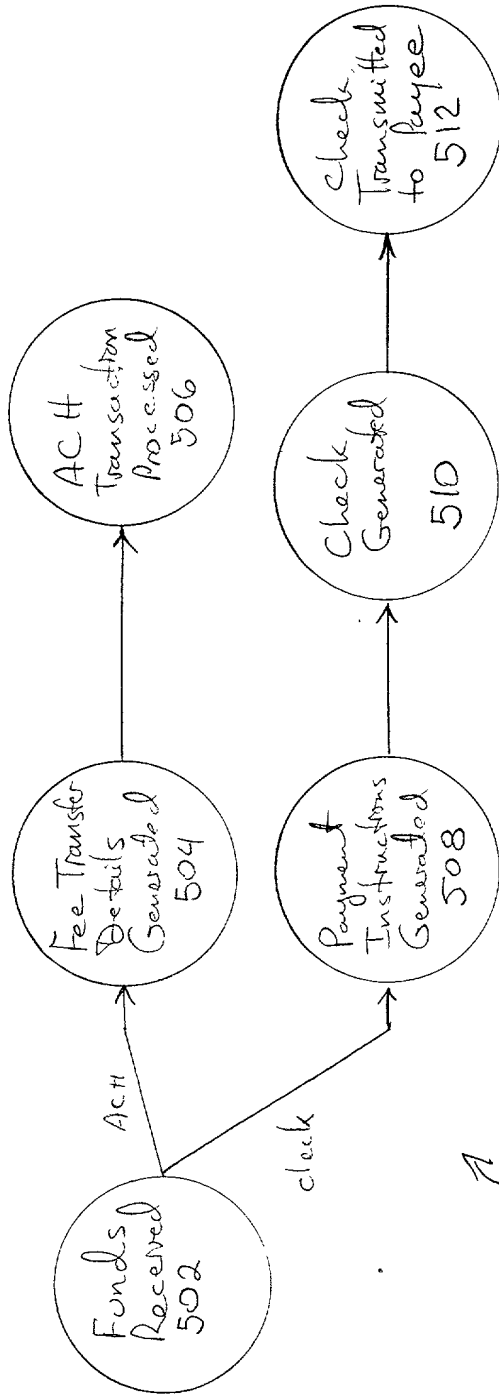 Funds
Received
502
ACH
check
Fee Transfer
Details
Generated
504
ACH
Transaction
Processed
506
Payment
Instructions
Generated
508
Check
Generated
510
Check
Transmitted
to Payee
512